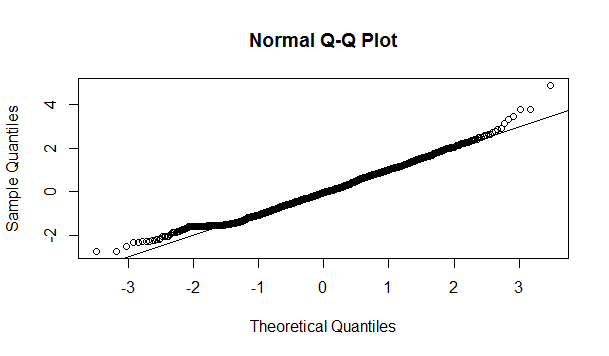 Normal Q-Q Plot
Sample Quantiles
4
2
0
-2
-3 -2 -1 0 1 2 3
Theoretical Quantiles